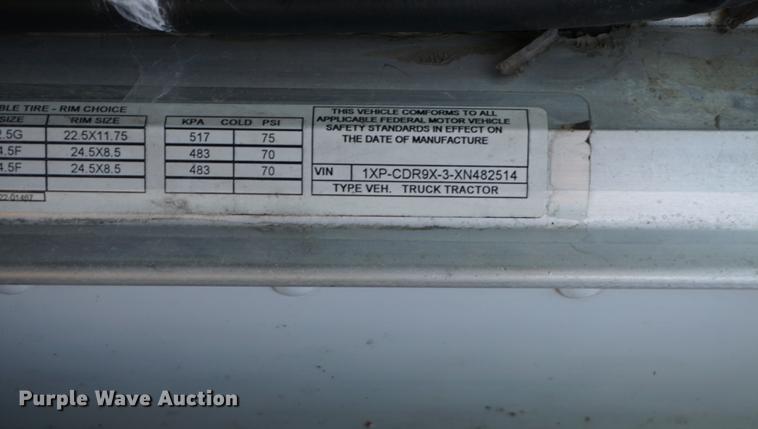 BLE TIRE - RIM CHOICE
SIZE RIM SIZE
2.5G 22.5X11.75
4.5F 24.5X8.5
4.5F 24.5X8.5
22-01467
KPA COLD PSI
517 75
483 70
483 70
THIS VEHICLE COMFORMS TO ALL
APPLICABLE FEDERAL MOTOR VEHICLE
SAFETY STANDARDS IN EFFECT ON
THE DATE OF MANUFACTURE
VIN 1XP-CDR9X-3-XN482514
TYPE VEH. TRUCK TRACTOR
Purple Wave Auction